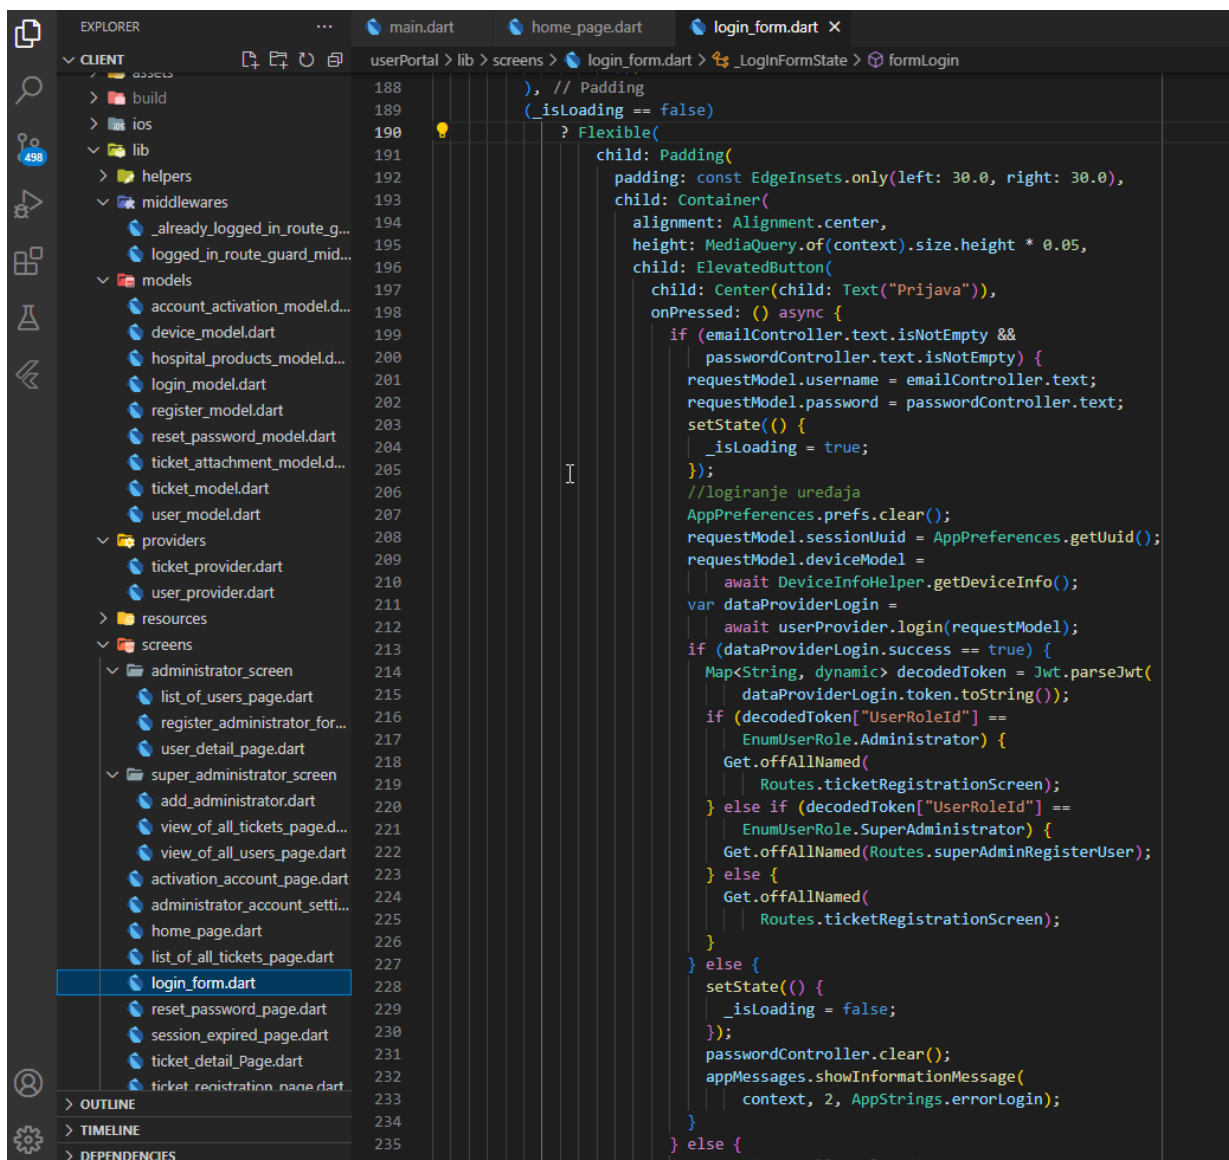 EXPLORER
CLIENT
assets
build
ios
lib
helpers
middlewares
_already_logged_in_route_g...
logged_in_route_guard_mid...
models
account_activation_model.d...
device_model.dart
hospital_products_model.d...
login_model.dart
register_model.dart
reset_password_model.dart
ticket_attachment_model.d...
ticket_model.dart
user_model.dart
providers
ticket_provider.dart
user_provider.dart
resources
screens
administrator_screen
list_of_users_page.dart
register_administrator_for...
user_detail_page.dart
super_administrator_screen
add_administrator.dart
view_of_all_tickets_page.d...
view_of_all_users_page.dart
activation_account_page.dart
administrator_account_setti...
home_page.dart
list_of_all_tickets_page.dart
login_form.dart
reset_password_page.dart
session_expired_page.dart
ticket_detail_Page.dart
ticket_registration_page.dart
OUTLINE
TIMELINE
DEPENDENCIES
498
main.dart home_page.dart login_form.dart
userPortal > lib > screens > login_form.dart > _LogInFormState > formLogin
188 ), // Padding
189 (_isLoading == false)
190 ? Flexible(
191 child: Padding(
192 padding: const EdgeInsets.only(left: 30.0, right: 30.0),
193 child: Container(
194 alignment: Alignment.center,
195 height: MediaQuery.of(context).size.height * 0.05,
196 child: ElevatedButton(
197 child: Center(child: Text("Prijava")),
198 onPressed: () async {
199 if (emailController.text.isNotEmpty &&
200 passwordController.text.isNotEmpty) {
201 requestModel.username = emailController.text;
202 requestModel.password = passwordController.text;
203 setState(() {
204 _isLoading = true;
205 });
206 //logiranje uređaja
207 AppPreferences.prefs.clear();
208 requestModel.sessionUuid = AppPreferences.getUuid();
209 requestModel.deviceModel =
210 await DeviceInfoHelper.getDeviceInfo();
211 var dataProviderLogin =
212 await userProvider.login(requestModel);
213 if (dataProviderLogin.success == true) {
214 Map<String, dynamic> decodedToken = Jwt.parseJwt(
215 dataProviderLogin.token.toString());
216 if (decodedToken["UserRoleId"] ==
217 EnumUserRole.Administrator) {
218 Get.offAllNamed(
219 Routes.ticketRegistrationScreen);
220 } else if (decodedToken["UserRoleId"] ==
221 EnumUserRole.SuperAdministrator) {
222 Get.offAllNamed(Routes.superAdminRegisterUser);
223 } else {
224 Get.offAllNamed(
225 Routes.ticketRegistrationScreen);
226 }
227 } else {
228 setState(() {
229 _isLoading = false;
230 });
231 passwordController.clear();
232 appMessages.showInformationMessage(
233 context, 2, AppStrings.errorLogin);
234 }
235 } else {